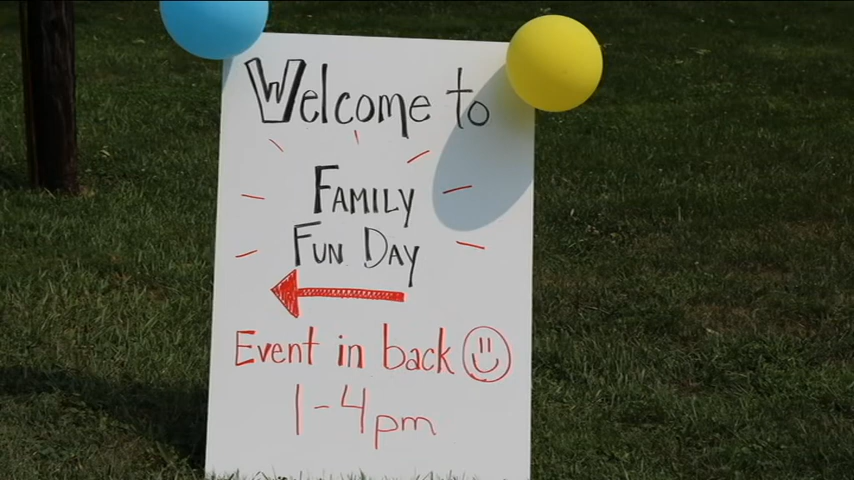 Welcome to
FAMILY
FUN DAY
Event in back
1-4pm